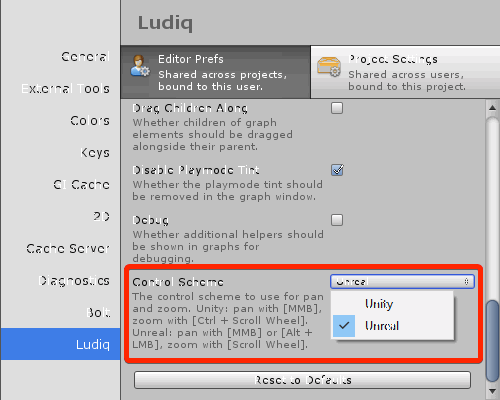 Ludiq
General
External Tools
Colors
Keys
GI Cache
2D
Cache Server
Diagnostics
Bolt
Ludiq
Editor Prefs
Shared across projects,
bound to this user.
Project Settings
Shared across users,
bound to this project.
Drag Children Along
Whether children of graph
elements should be dragged
alongside their parent.
Disable Playmode Tint
Whether the playmode tint should
be removed in the graph window.
Debug
Whether additional helpers should
be shown in graphs for
debugging.
Control Scheme
Unreal
The control scheme to use for pan
and zoom. Unity: pan with [MMB],
zoom with [Ctrl + Scroll Wheel].
Unreal: pan with [MMB] or [Alt +
LMB], zoom with [Scroll Wheel].
Unity
Unreal
Reset to Defaults